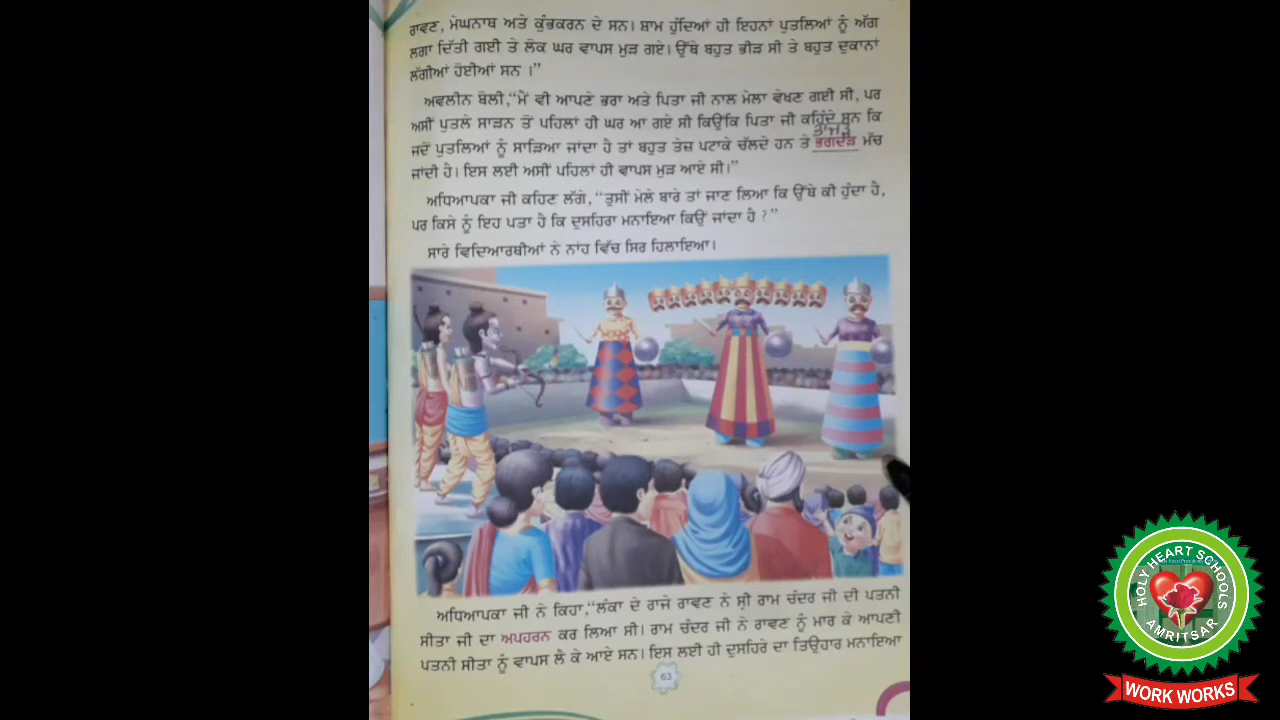 ਰਾਵਣ, ਮੇਘਨਾਥ ਅਤੇ ਕੁੰਭਕਰਨ ਦੇ ਸਨ। ਸ਼ਾਮ ਹੁੰਦਿਆਂ ਹੀ ਇਹਨਾਂ ਪੁਤਲਿਆਂ ਨੂੰ ਅੱਗ
ਲਗਾ ਦਿੱਤੀ ਗਈ ਤੇ ਲੋਕ ਘਰ ਵਾਪਸ ਮੁੜ ਗਏ। ਉੱਥੇ ਬਹੁਤ ਭੀੜ ਸੀ ਤੇ ਬਹੁਤ ਦੁਕਾਨਾਂ
ਲੱਗੀਆਂ ਹੋਈਆਂ ਸਨ ।”
ਅਵਲੀਨ ਬੋਲੀ,“ਮੈਂ ਵੀ ਆਪਣੇ ਭਰਾ ਅਤੇ ਪਿਤਾ ਜੀ ਨਾਲ ਮੇਲਾ ਵੇਖਣ ਗਈ ਸੀ, ਪਰ
ਅਸੀਂ ਪੁਤਲੇ ਸਾੜਨ ਤੋਂ ਪਹਿਲਾਂ ਹੀ ਘਰ ਆ ਗਏ ਸੀ ਕਿਉਂਕਿ ਪਿਤਾ ਜੀ ਕਹਿੰਦੇ ਸਨ ਕਿ
ਜਦੋਂ ਪੁਤਲਿਆਂ ਨੂੰ ਸਾੜਿਆ ਜਾਂਦਾ ਹੈ ਤਾਂ ਬਹੁਤ ਤੇਜ਼ ਪਟਾਕੇ ਚੱਲਦੇ ਹਨ ਤੇ ਭਗਦੜ ਮੱਚ
ਜਾਂਦੀ ਹੈ। ਇਸ ਲਈ ਅਸੀਂ ਪਹਿਲਾਂ ਹੀ ਵਾਪਸ ਮੁੜ ਆਏ ਸੀ।”
ਅਧਿਆਪਕਾ ਜੀ ਕਹਿਣ ਲੱਗੇ, “ਤੁਸੀਂ ਮੇਲੇ ਬਾਰੇ ਤਾਂ ਜਾਣ ਲਿਆ ਕਿ ਉੱਥੇ ਕੀ ਹੁੰਦਾ ਹੈ,
ਪਰ ਕਿਸੇ ਨੂੰ ਇਹ ਪਤਾ ਹੈ ਕਿ ਦੁਸਹਿਰਾ ਮਨਾਇਆ ਕਿਉਂ ਜਾਂਦਾ ਹੈ ?”
ਸਾਰੇ ਵਿਦਿਆਰਥੀਆਂ ਨੇ ਨਾਂਹ ਵਿੱਚ ਸਿਰ ਹਿਲਾਇਆ।
ਅਧਿਆਪਕਾ ਜੀ ਨੇ ਕਿਹਾ,“ਲੰਕਾ ਦੇ ਰਾਜੇ ਰਾਵਣ ਨੇ ਸ੍ਰੀ ਰਾਮ ਚੰਦਰ ਜੀ ਦੀ ਪਤਨੀ
ਸੀਤਾ ਜੀ ਦਾ ਅਪਹਰਨ ਕਰ ਲਿਆ ਸੀ। ਰਾਮ ਚੰਦਰ ਜੀ ਨੇ ਰਾਵਣ ਨੂੰ ਮਾਰ ਕੇ ਆਪਣੀ
ਪਤਨੀ ਸੀਤਾ ਨੂੰ ਵਾਪਸ ਲੈ ਕੇ ਆਏ ਸਨ। ਇਸ ਲਈ ਹੀ ਦੁਸਹਿਰੇ ਦਾ ਤਿਉਹਾਰ ਮਨਾਇਆ
63
HOLY HEART SCHOOLS
AMRITSAR
WORK WORKS